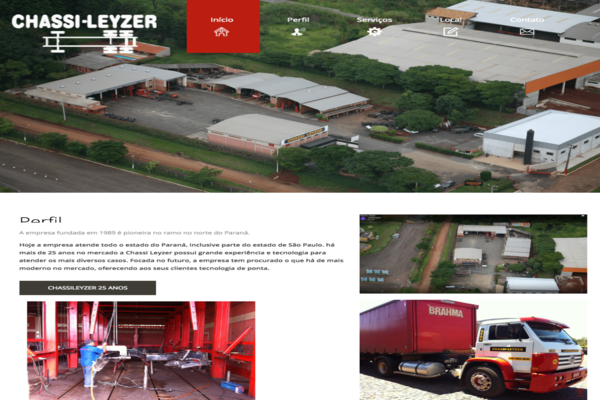 CHASSI-LEYZER
Início
Perfil
Serviços
Local
Contato
Perfil
A empresa fundada em 1989 é pioneira no ramo no norte do Paraná.
Hoje a empresa atende todo o estado do Paraná, inclusive parte do estado de São Paulo. há
mais de 25 anos no mercado a Chassi Leyzer possui grande experiência e tecnologia para
atender os mais diversos casos. Focada no futuro, a empresa tem procurado o que há de mais
moderno no mercado, oferecendo aos seus clientes tecnologia de ponta.
CHASSILEYZER 25 ANOS
BRAHMA